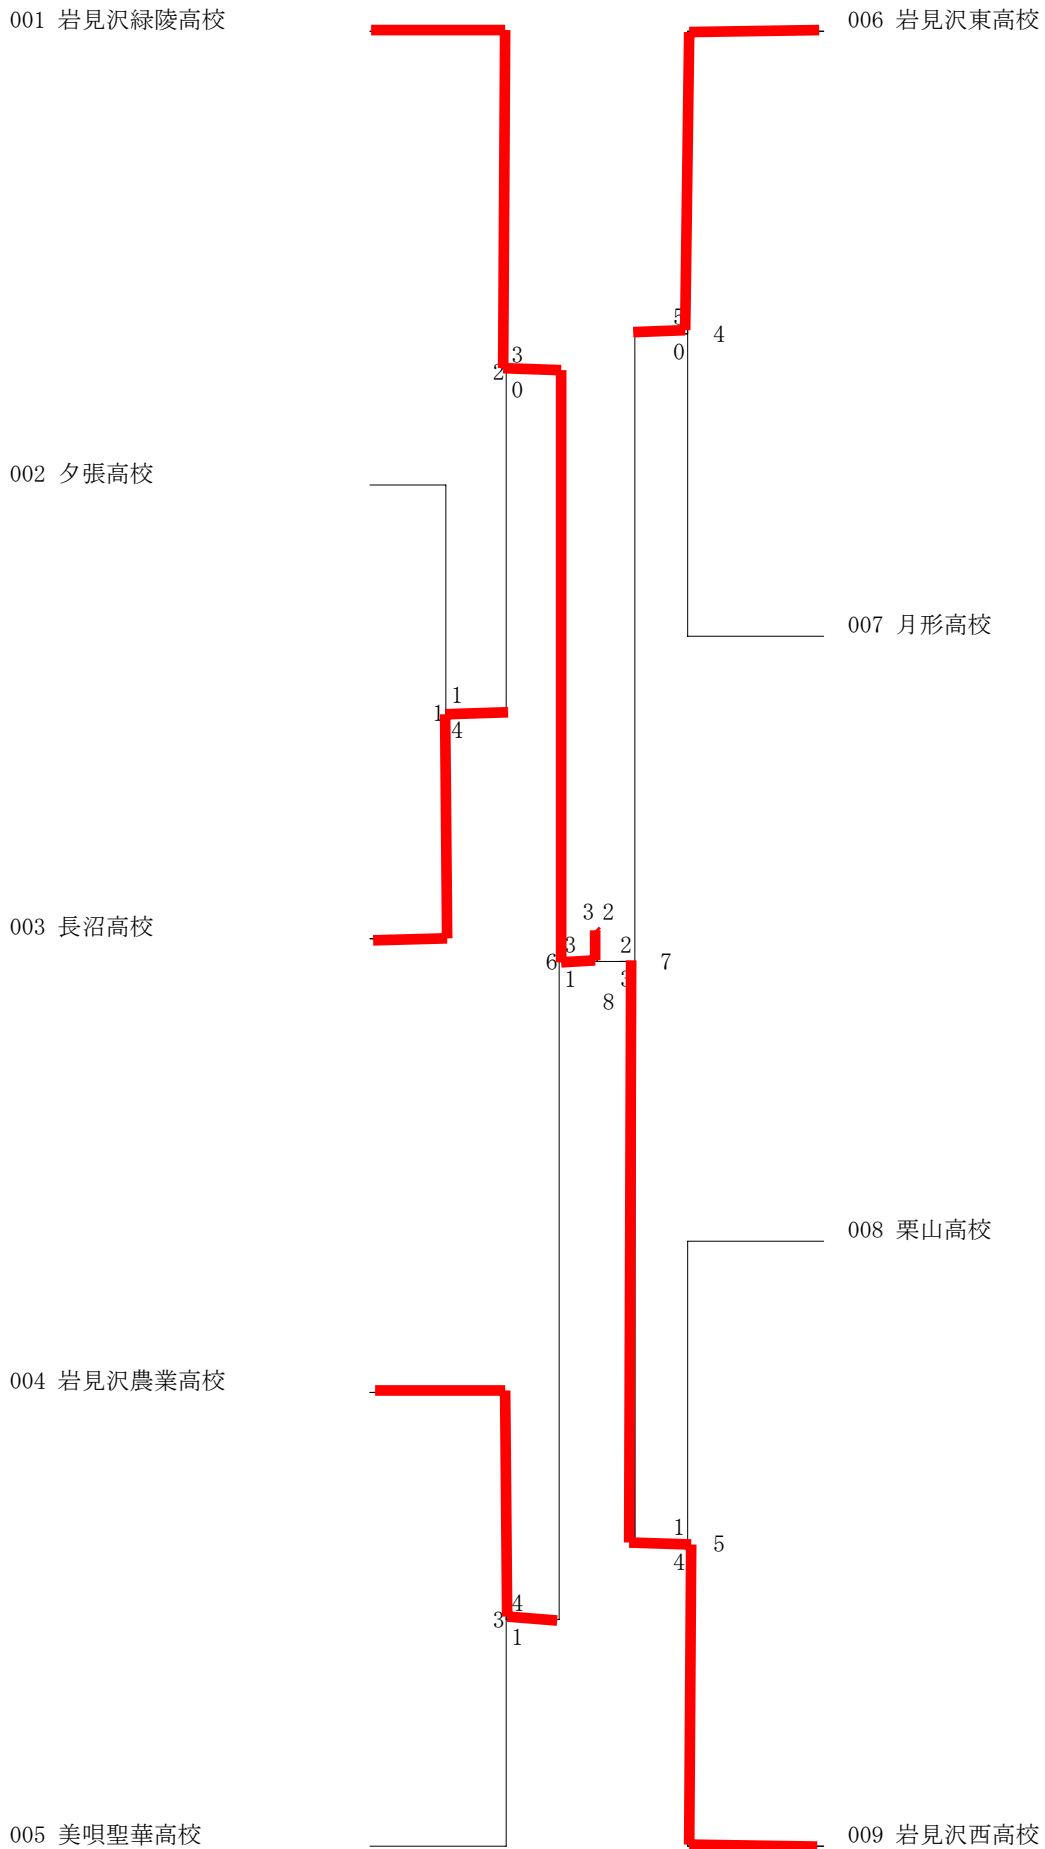 001 岩見沢緑陵高校
006 岩見沢東高校
5
4
0
3
2
0
002 夕張高校
007 月形高校
1
1
4
003 長沼高校
3 2
3
2
6
7
1
3
8
008 栗山高校
004 岩見沢農業高校
1
5
4
4
3
1
005 美唄聖華高校
009 岩見沢西高校